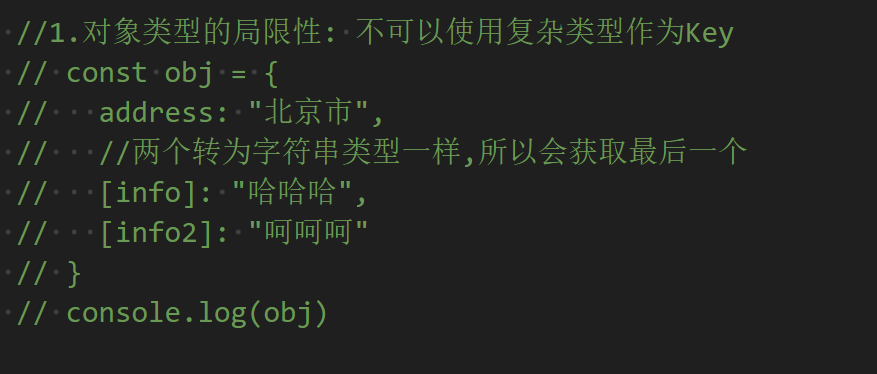 //1.对象类型的局限性: 不可以使用复杂类型作为Key
// const obj = {
//   address: "北京市",
//   //两个转为字符串类型一样,所以会获取最后一个
//   [info]: "哈哈哈",
//   [info2]: "呵呵呵"
// }
// console.log(obj)